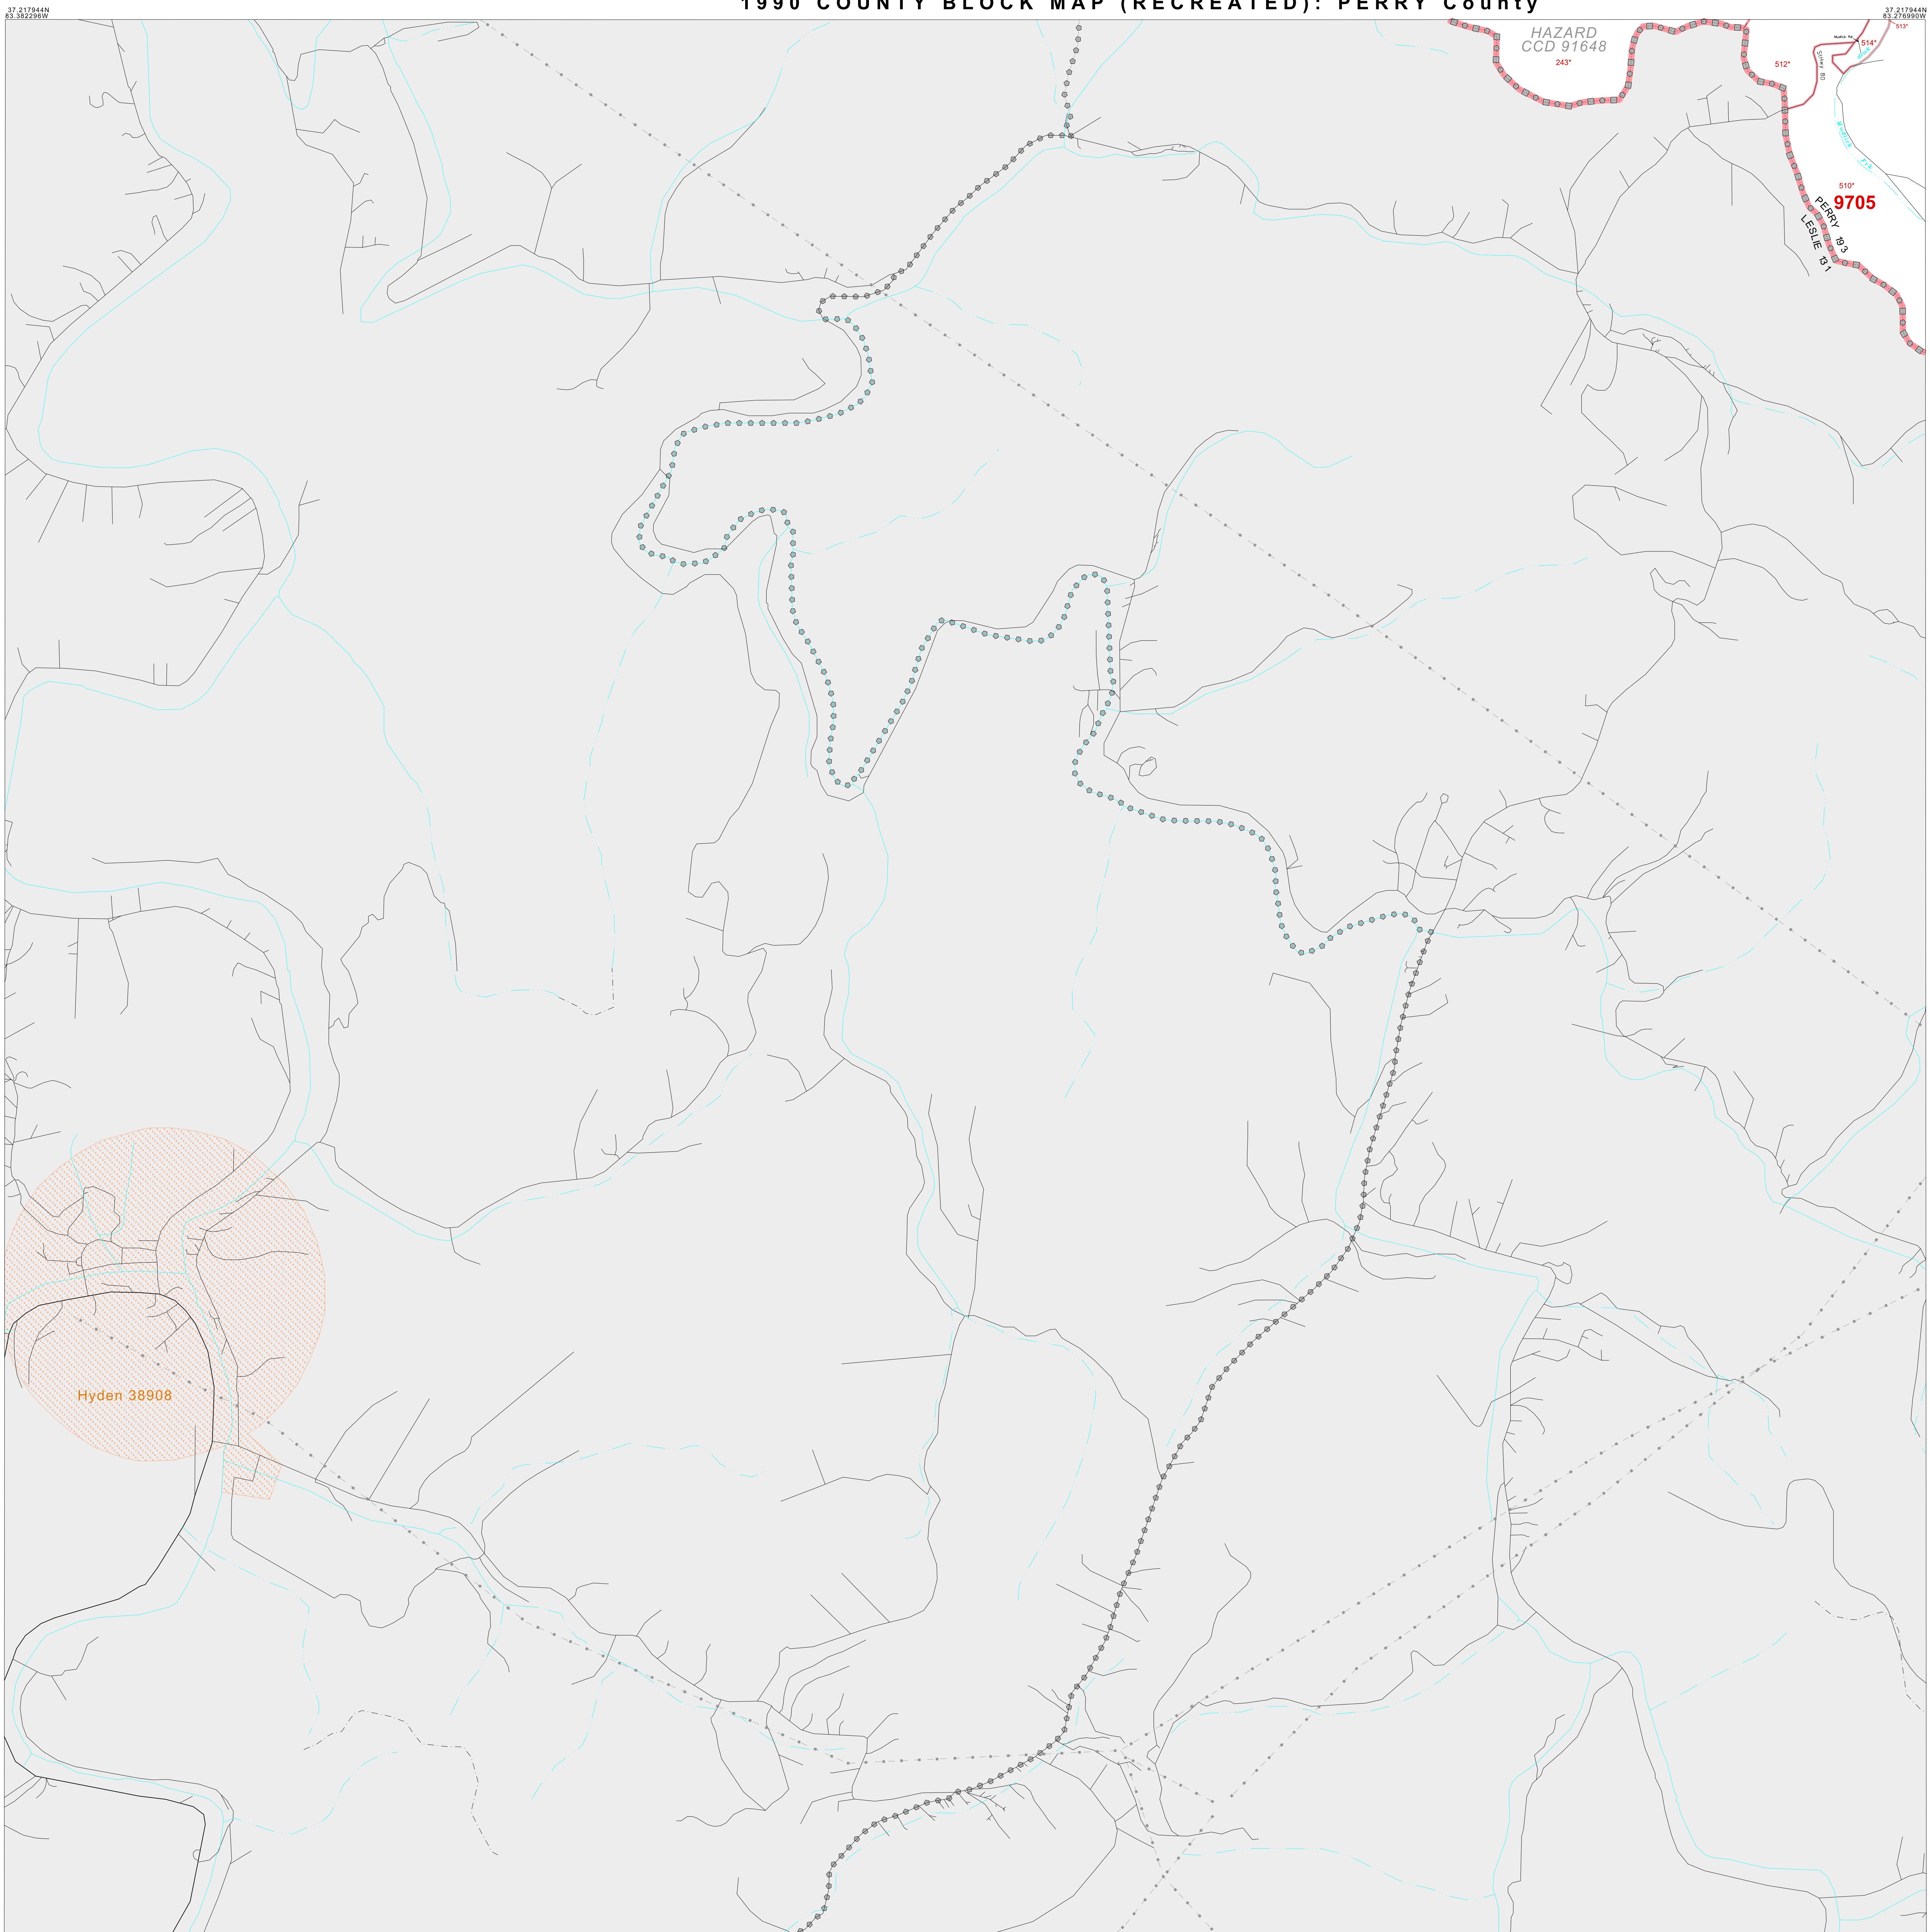 1990 COUNTY BLOCK MAP (RECREATED): PERRY County
37.217944N
83.382296W
37.217944N
83.276990W
HAZARD
CCD 91648
243*
512*
514*
513*
510*
9705
PERRY 193
LESLIE 131
Hyden 38908